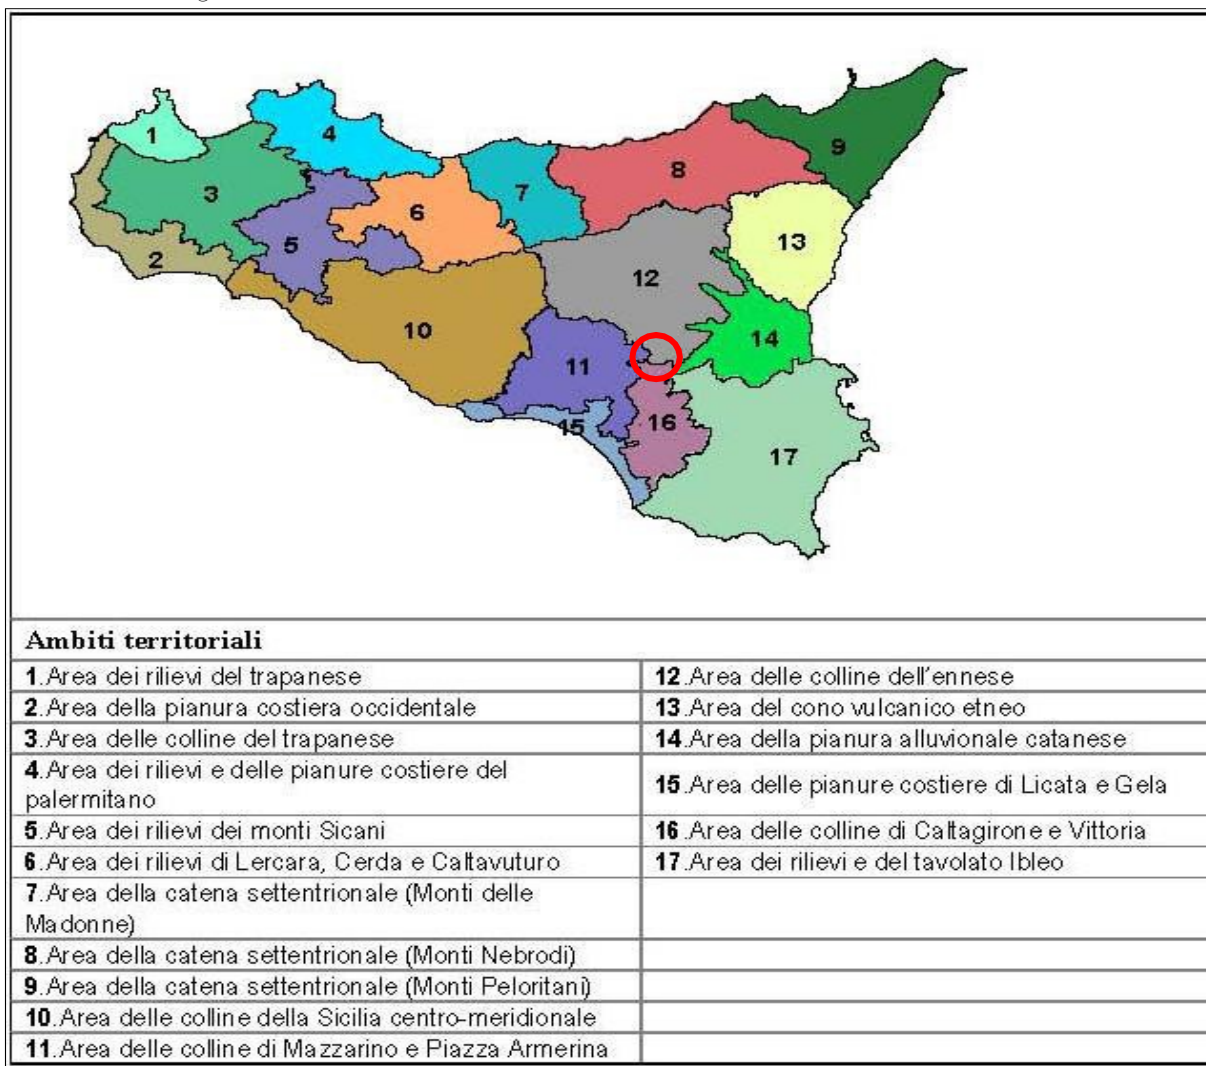 1
4
9
3
8
7
6
5
13
2
12
10
14
11
15
16
17
Ambiti territoriali
1.Area dei rilievi del trapanese
12.Area delle colline dell'ennese
2.Area della pianura costiera occidentale
13.Area del cono vulcanico etneo
3.Area delle colline del trapanese
14.Area della pianura alluvionale catanese
4.Area dei rilievi e delle pianure costiere del
palermitano
15.Area delle pianure costiere di Licata e Gela
5.Area dei rilievi dei monti Sicani
16.Area delle colline di Caltagirone e Vittoria
6.Area dei rilievi di Lercara, Cerda e Caltavuturo
17.Area dei rilievi e del tavolato Ibleo
7.Area della catena settentrionale (Monti delle
Madonne)
8.Area della catena settentrionale (Monti Nebrodi)
9.Area della catena settentrionale (Monti Peloritani)
10.Area delle colline della Sicilia centro-meridionale
11.Area delle colline di Mazzarino e Piazza Armerina